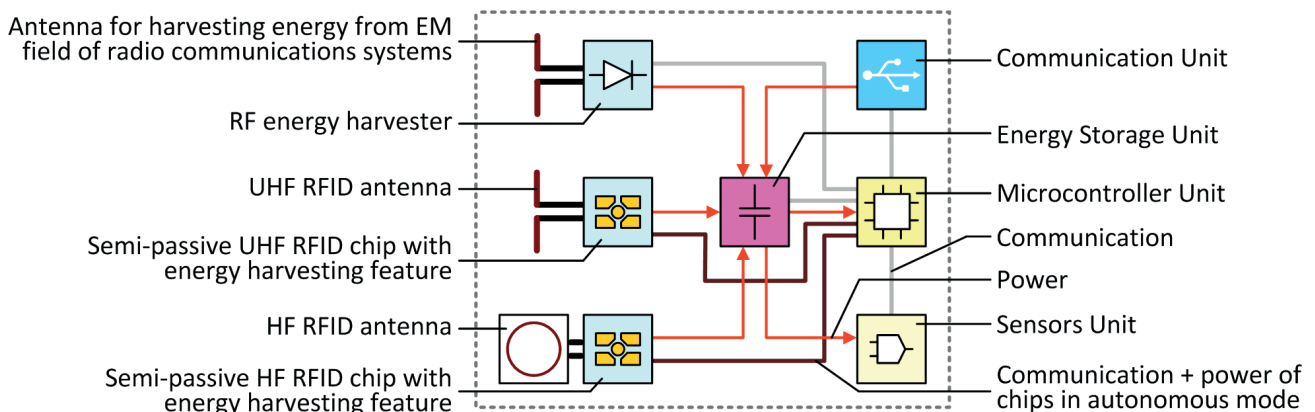 Antenna for harvesting energy from EM
field of radio communications systems
RF energy harvester
UHF RFID antenna
Semi-passive UHF RFID chip with
energy harvesting feature
HF RFID antenna
Semi-passive HF RFID chip with
energy harvesting feature
Communication Unit
Energy Storage Unit
Microcontroller Unit
Communication
Power
Sensors Unit
Communication + power of
chips in autonomous mode